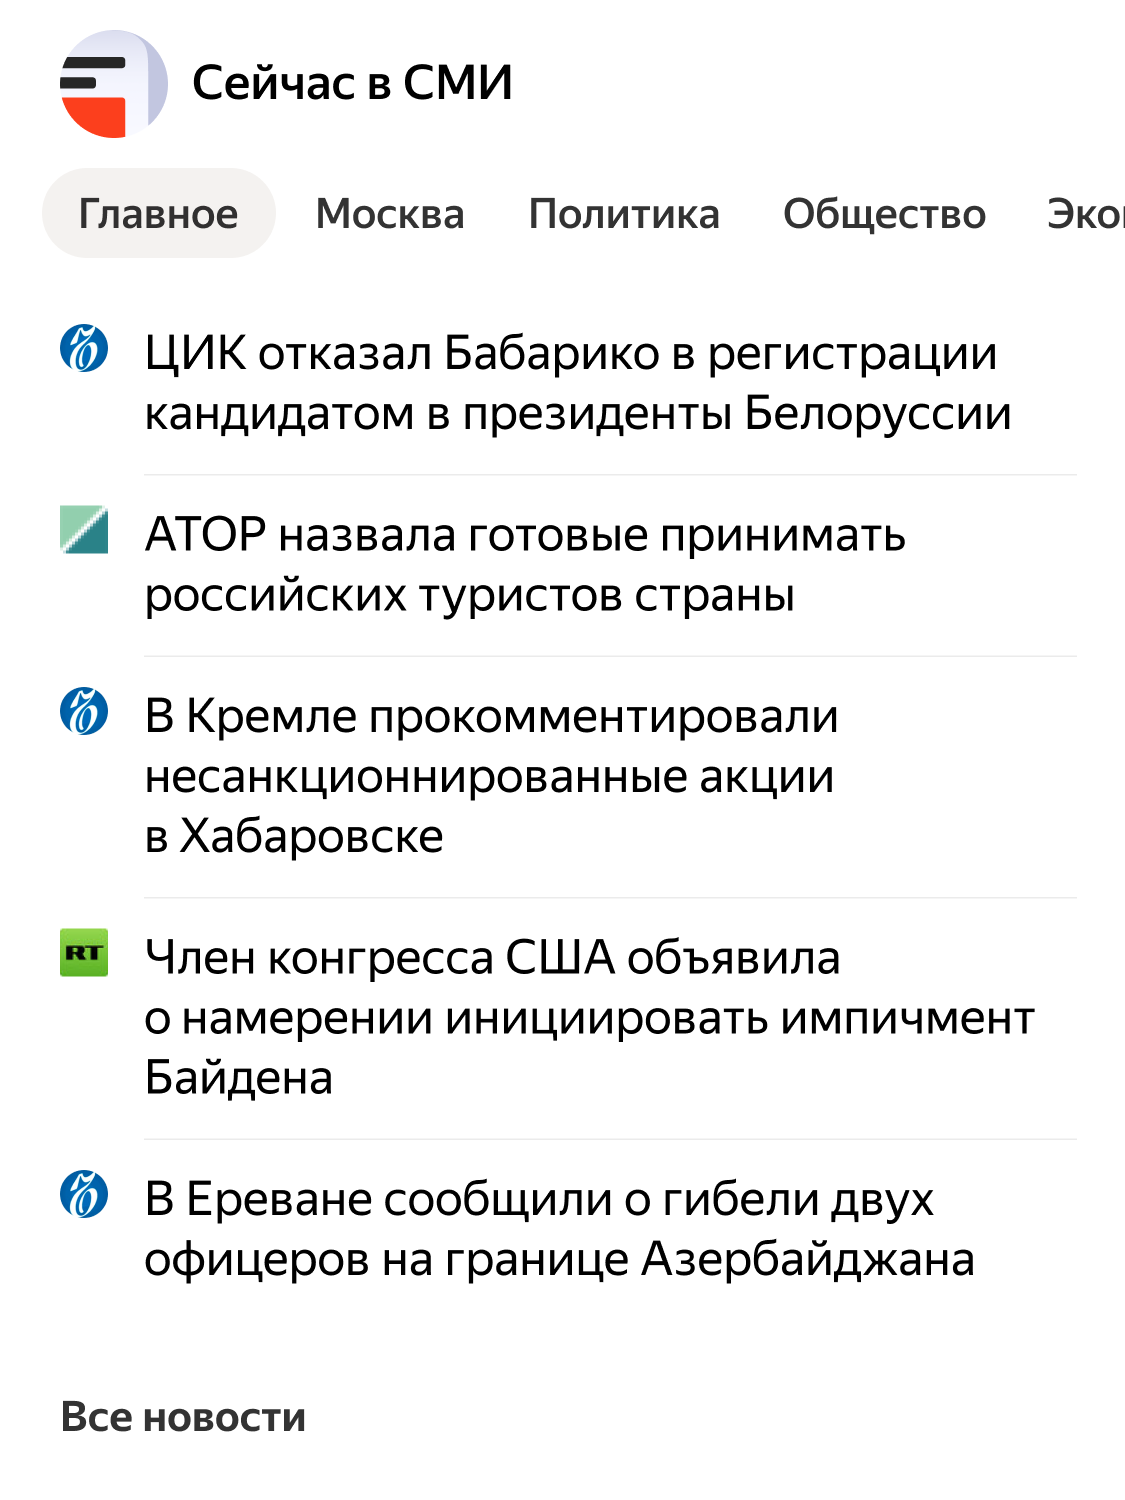 Сейчас в СМИ
Главное Москва Политика Общество Эко
ЦИК отказал Бабарико в регистрации
кандидатом в президенты Белоруссии
АТОР назвала готовые принимать
российских туристов страны
В Кремле прокомментировали
несанкционнированные акции
в Хабаровске
RT
Член конгресса США объявила
о намерении инициировать импичмент
Байдена
В Ереване сообщили о гибели двух
офицеров на границе Азербайджана
Все новости